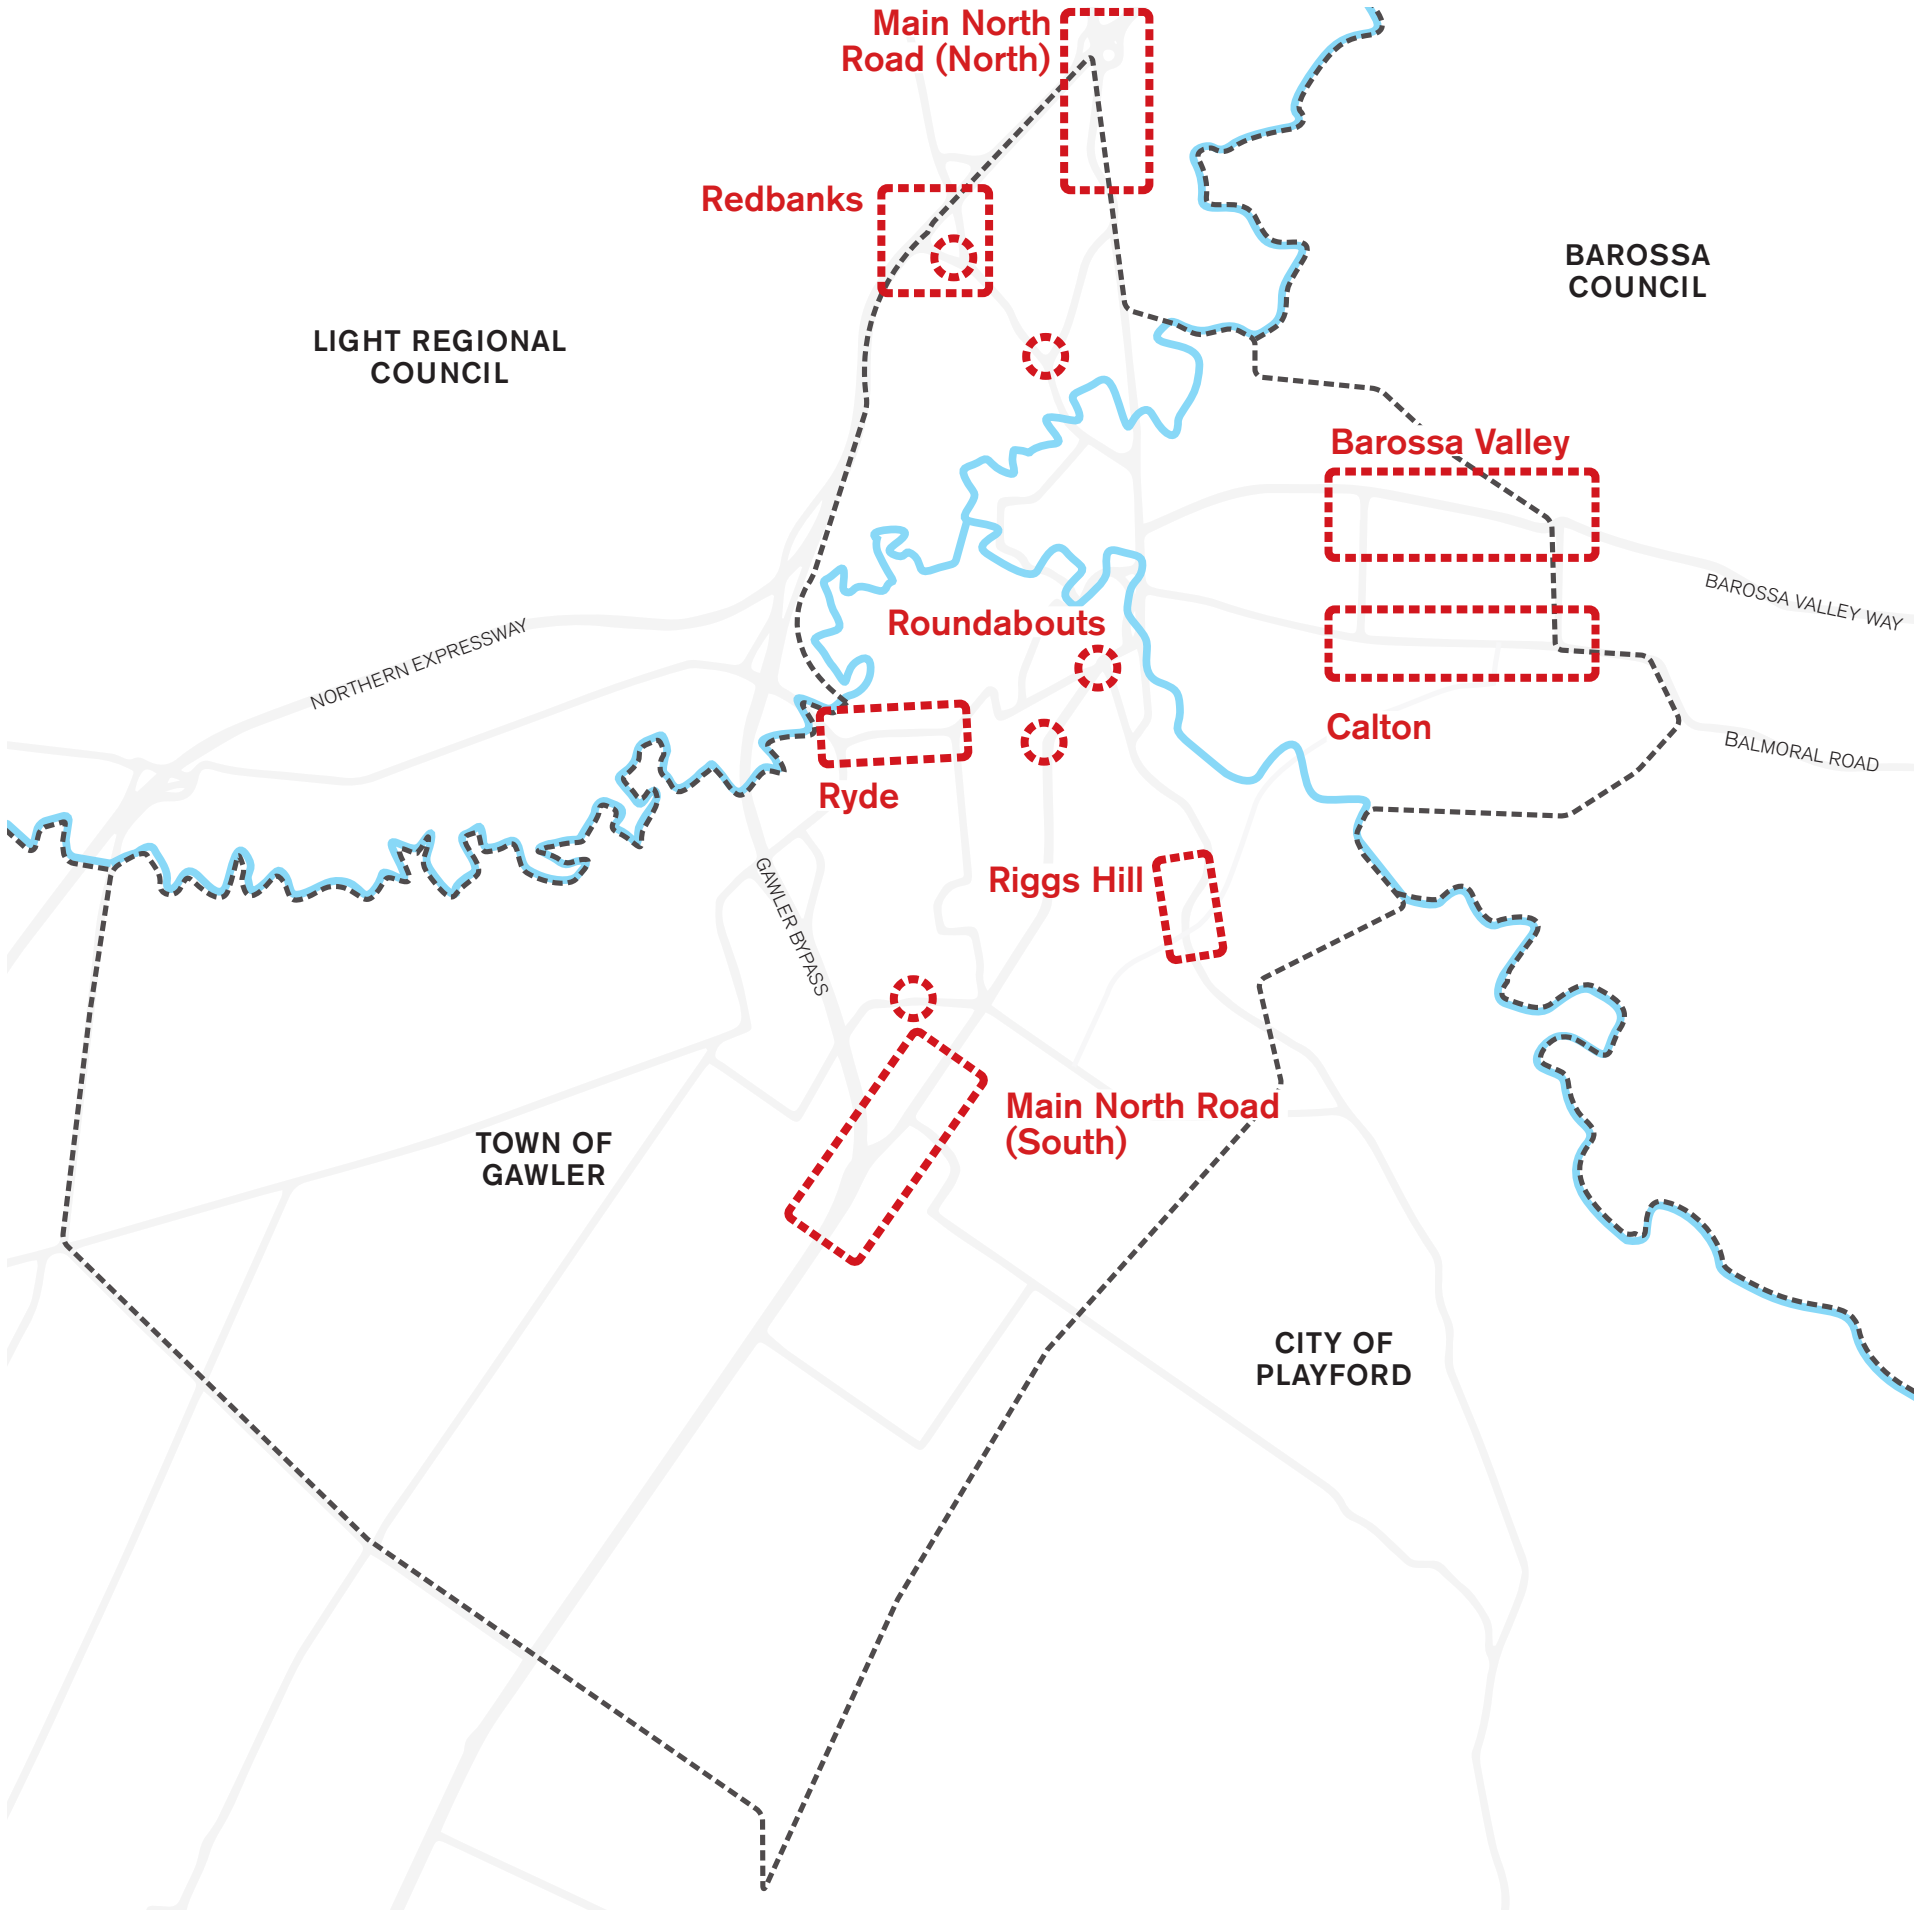 Main North
Road (North)
Redbanks
BAROSSA
COUNCIL
LIGHT REGIONAL
COUNCIL
Barossa Valley
BAROSSA VALLEY WAY
Roundabouts
NORTHERN EXPRESSWAY
Calton
BALMORAL ROAD
Ryde
Riggs Hill
GAWLER BYPASS
Main North Road
(South)
TOWN OF
GAWLER
CITY OF
PLAYFORD